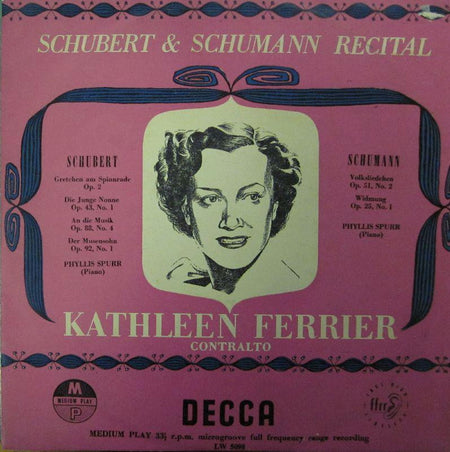 SCHUBERT & SCHUMANN RECITAL
SCHUBERT
Gretchen am Spinnrade
Op. 2
Die Junge Nonne
Op. 43, No. 1
An die Musik
Op. 88, No. 4
Der Musensohn
Op. 92, No. 1
PHYLLIS SPURR
(Piano)
SCHUMANN
Volksliedchen
Op. 51, No. 2
Widmung
Op. 25, No. 1
PHYLLIS SPURR
(Piano)
KATHLEEN FERRIER
CONTRALTO
M
MEDIUM PLAY
P
DECCA
ffrr
MEDIUM PLAY 33⅓ r.p.m. microgroove full frequency range recording
LW 5098